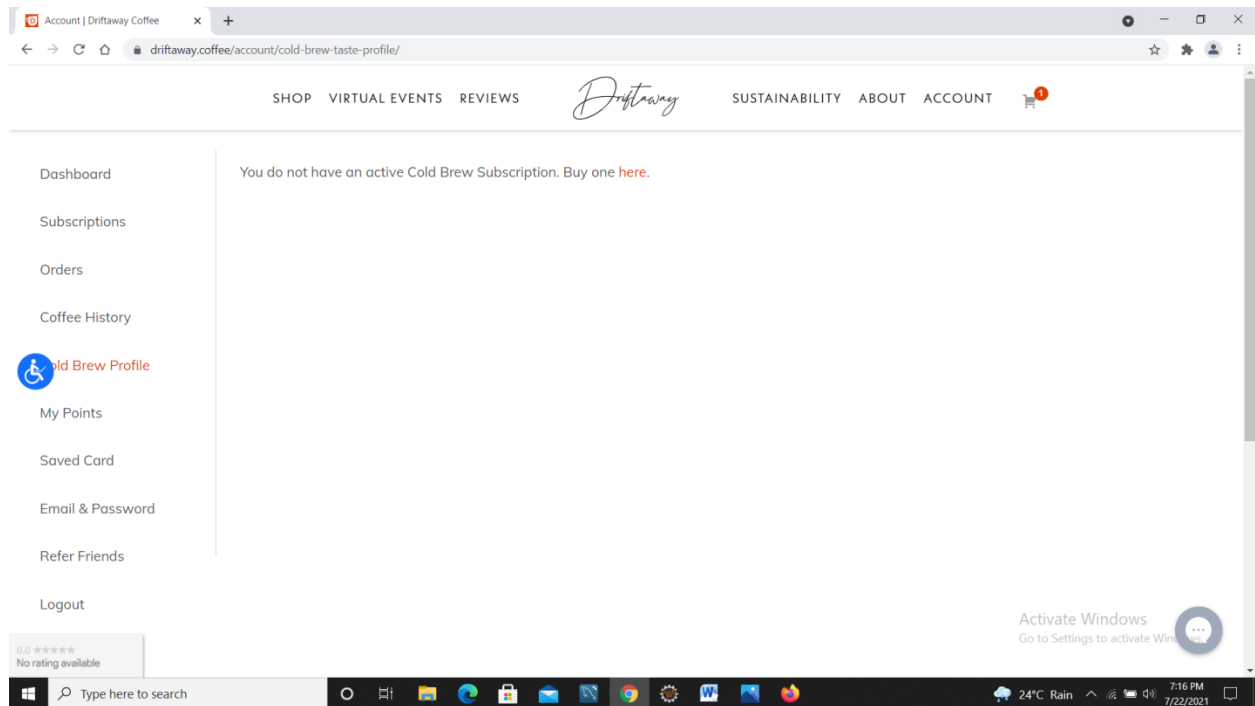 Account | Driftaway Coffee
driftaway.coffee/account/cold-brew-taste-profile/
SHOP VIRTUAL EVENTS REVIEWS Driftaway SUSTAINABILITY ABOUT ACCOUNT 1
Dashboard
You do not have an active Cold Brew Subscription. Buy one here.
Subscriptions
Orders
Coffee History
Cold Brew Profile
My Points
Saved Card
Email & Password
Refer Friends
Logout
Activate Windows
Go to Settings to activate Windows.
0.0 ★★★★★
No rating available
Type here to search
24°C Rain
7:16 PM
7/22/2021